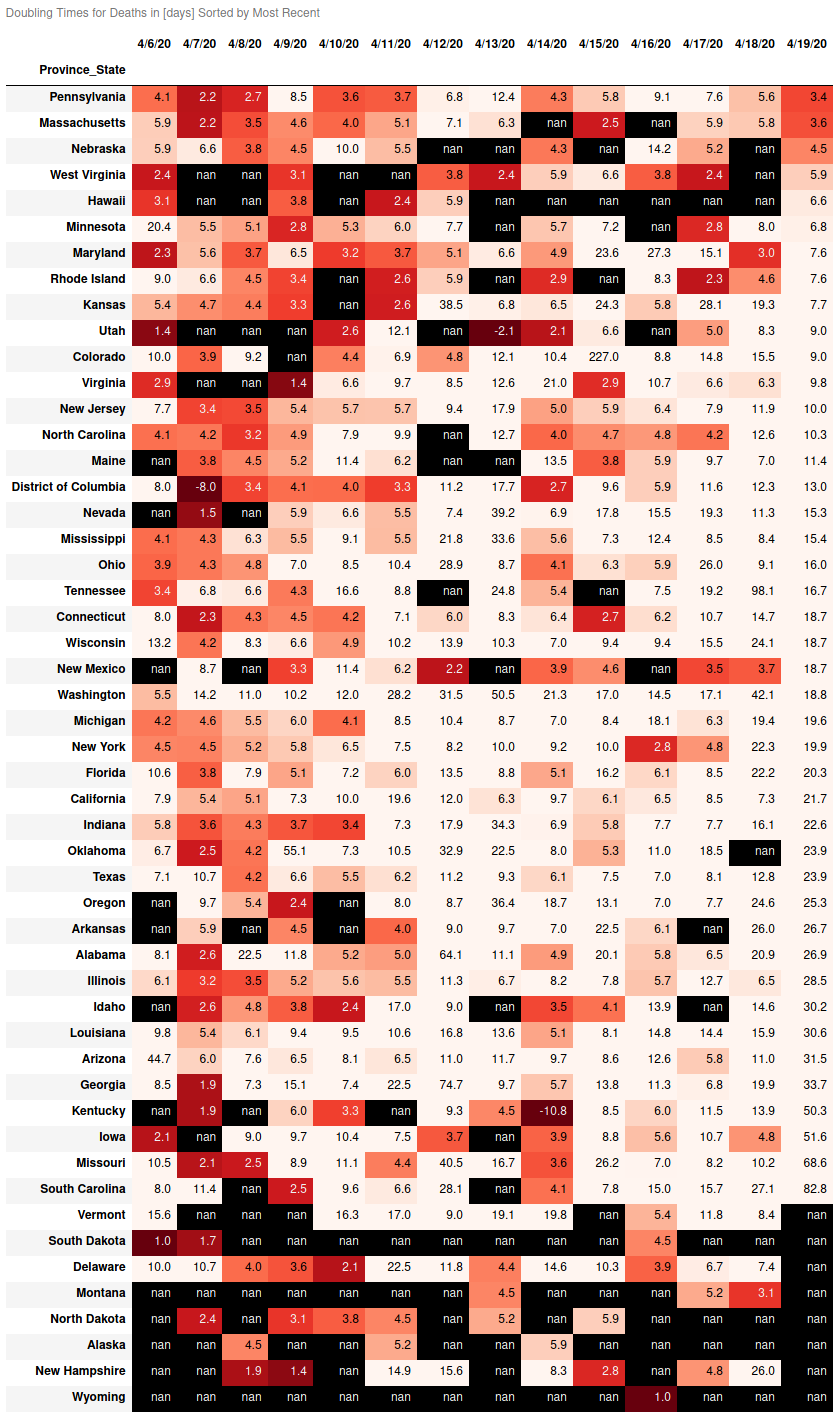 Doubling Times for Deaths in [days] Sorted by Most Recent
4/6/20 4/7/20 4/8/20 4/9/20 4/10/20 4/11/20 4/12/20 4/13/20 4/14/20 4/15/20 4/16/20 4/17/20 4/18/20 4/19/20
Province_State
Pennsylvania 4.1 2.2 2.7 8.5 3.6 3.7 6.8 12.4 4.3 5.8 9.1 7.6 5.6 3.4
Massachusetts 5.9 2.2 3.5 4.6 4.0 5.1 7.1 6.3 nan 2.5 nan 5.9 5.8 3.6
Nebraska 5.9 6.6 3.8 4.5 10.0 5.5 nan nan 4.3 nan 14.2 5.2 nan 4.5
West Virginia 2.4 nan nan 3.1 nan nan 3.8 2.4 5.9 6.6 3.8 2.4 nan 5.9
Hawaii 3.1 nan nan 3.8 nan 2.4 5.9 nan nan nan nan nan nan 6.6
Minnesota 20.4 5.5 5.1 2.8 5.3 6.0 7.7 nan 5.7 7.2 nan 2.8 8.0 6.8
Maryland 2.3 5.6 3.7 6.5 3.2 3.7 5.1 6.6 4.9 23.6 27.3 15.1 3.0 7.6
Rhode Island 9.0 6.6 4.5 3.4 nan 2.6 5.9 nan 2.9 nan 8.3 2.3 4.6 7.6
Kansas 5.4 4.7 4.4 3.3 nan 2.6 38.5 6.8 6.5 24.3 5.8 28.1 19.3 7.7
Utah 1.4 nan nan nan 2.6 12.1 nan -2.1 2.1 6.6 nan 5.0 8.3 9.0
Colorado 10.0 3.9 9.2 nan 4.4 6.9 4.8 12.1 10.4 227.0 8.8 14.8 15.5 9.0
Virginia 2.9 nan nan 1.4 6.6 9.7 8.5 12.6 21.0 2.9 10.7 6.6 6.3 9.8
New Jersey 7.7 3.4 3.5 5.4 5.7 5.7 9.4 17.9 5.0 5.9 6.4 7.9 11.9 10.0
North Carolina 4.1 4.2 3.2 4.9 7.9 9.9 nan 12.7 4.0 4.7 4.8 4.2 12.6 10.3
Maine nan 3.8 4.5 5.2 11.4 6.2 nan nan 13.5 3.8 5.9 9.7 7.0 11.4
District of Columbia 8.0 -8.0 3.4 4.1 4.0 3.3 11.2 17.7 2.7 9.6 5.9 11.6 12.3 13.0
Nevada nan 1.5 nan 5.9 6.6 5.5 7.4 39.2 6.9 17.8 15.5 19.3 11.3 15.3
Mississippi 4.1 4.3 6.3 5.5 9.1 5.5 21.8 33.6 5.6 7.3 12.4 8.5 8.4 15.4
Ohio 3.9 4.3 4.8 7.0 8.5 10.4 28.9 8.7 4.1 6.3 5.9 26.0 9.1 16.0
Tennessee 3.4 6.8 6.6 4.3 16.6 8.8 nan 24.8 5.4 nan 7.5 19.2 98.1 16.7
Connecticut 8.0 2.3 4.3 4.5 4.2 7.1 6.0 8.3 6.4 2.7 6.2 10.7 14.7 18.7
Wisconsin 13.2 4.2 8.3 6.6 4.9 10.2 13.9 10.3 7.0 9.4 9.4 15.5 24.1 18.7
New Mexico nan 8.7 nan 3.3 11.4 6.2 2.2 nan 3.9 4.6 nan 3.5 3.7 18.7
Washington 5.5 14.2 11.0 10.2 12.0 28.2 31.5 50.5 21.3 17.0 14.5 17.1 42.1 18.8
Michigan 4.2 4.6 5.5 6.0 4.1 8.5 10.4 8.7 7.0 8.4 18.1 6.3 19.4 19.6
New York 4.5 4.5 5.2 5.8 6.5 7.5 8.2 10.0 9.2 10.0 2.8 4.8 22.3 19.9
Florida 10.6 3.8 7.9 5.1 7.2 6.0 13.5 8.8 5.1 16.2 6.1 8.5 22.2 20.3
California 7.9 5.4 5.1 7.3 10.0 19.6 12.0 6.3 9.7 6.1 6.5 8.5 7.3 21.7
Indiana 5.8 3.6 4.3 3.7 3.4 7.3 17.9 34.3 6.9 5.8 7.7 7.7 16.1 22.6
Oklahoma 6.7 2.5 4.2 55.1 7.3 10.5 32.9 22.5 8.0 5.3 11.0 18.5 nan 23.9
Texas 7.1 10.7 4.2 6.6 5.5 6.2 11.2 9.3 6.1 7.5 7.0 8.1 12.8 23.9
Oregon nan 9.7 5.4 2.4 nan 8.0 8.7 36.4 18.7 13.1 7.0 7.7 24.6 25.3
Arkansas nan 5.9 nan 4.5 nan 4.0 9.0 9.7 7.0 22.5 6.1 nan 26.0 26.7
Alabama 8.1 2.6 22.5 11.8 5.2 5.0 64.1 11.1 4.9 20.1 5.8 6.5 20.9 26.9
Illinois 6.1 3.2 3.5 5.2 5.6 5.5 11.3 6.7 8.2 7.8 5.7 12.7 6.5 28.5
Idaho nan 2.6 4.8 3.8 2.4 17.0 9.0 nan 3.5 4.1 13.9 nan 14.6 30.2
Louisiana 9.8 5.4 6.1 9.4 9.5 10.6 16.8 13.6 5.1 8.1 14.8 14.4 15.9 30.6
Arizona 44.7 6.0 7.6 6.5 8.1 6.5 11.0 11.7 9.7 8.6 12.6 5.8 11.0 31.5
Georgia 8.5 1.9 7.3 15.1 7.4 22.5 74.7 9.7 5.7 13.8 11.3 6.8 19.9 33.7
Kentucky nan 1.9 nan 6.0 3.3 nan 9.3 4.5 -10.8 8.5 6.0 11.5 13.9 50.3
Iowa 2.1 nan 9.0 9.7 10.4 7.5 3.7 nan 3.9 8.8 5.6 10.7 4.8 51.6
Missouri 10.5 2.1 2.5 8.9 11.1 4.4 40.5 16.7 3.6 26.2 7.0 8.2 10.2 68.6
South Carolina 8.0 11.4 nan 2.5 9.6 6.6 28.1 nan 4.1 7.8 15.0 15.7 27.1 82.8
Vermont 15.6 nan nan nan 16.3 17.0 9.0 19.1 19.8 nan 5.4 11.8 8.4 nan
South Dakota 1.0 1.7 nan nan nan nan nan nan nan nan 4.5 nan nan nan
Delaware 10.0 10.7 4.0 3.6 2.1 22.5 11.8 4.4 14.6 10.3 3.9 6.7 7.4 nan
Montana nan nan nan nan nan nan nan 4.5 nan nan nan 5.2 3.1 nan
North Dakota nan 2.4 nan 3.1 3.8 4.5 nan 5.2 nan 5.9 nan nan nan nan
Alaska nan nan 4.5 nan nan 5.2 nan nan 5.9 nan nan nan nan nan
New Hampshire nan nan 1.9 1.4 nan 14.9 15.6 nan 8.3 2.8 nan 4.8 26.0 nan
Wyoming nan nan nan nan nan nan nan nan nan nan 1.0 nan nan nan